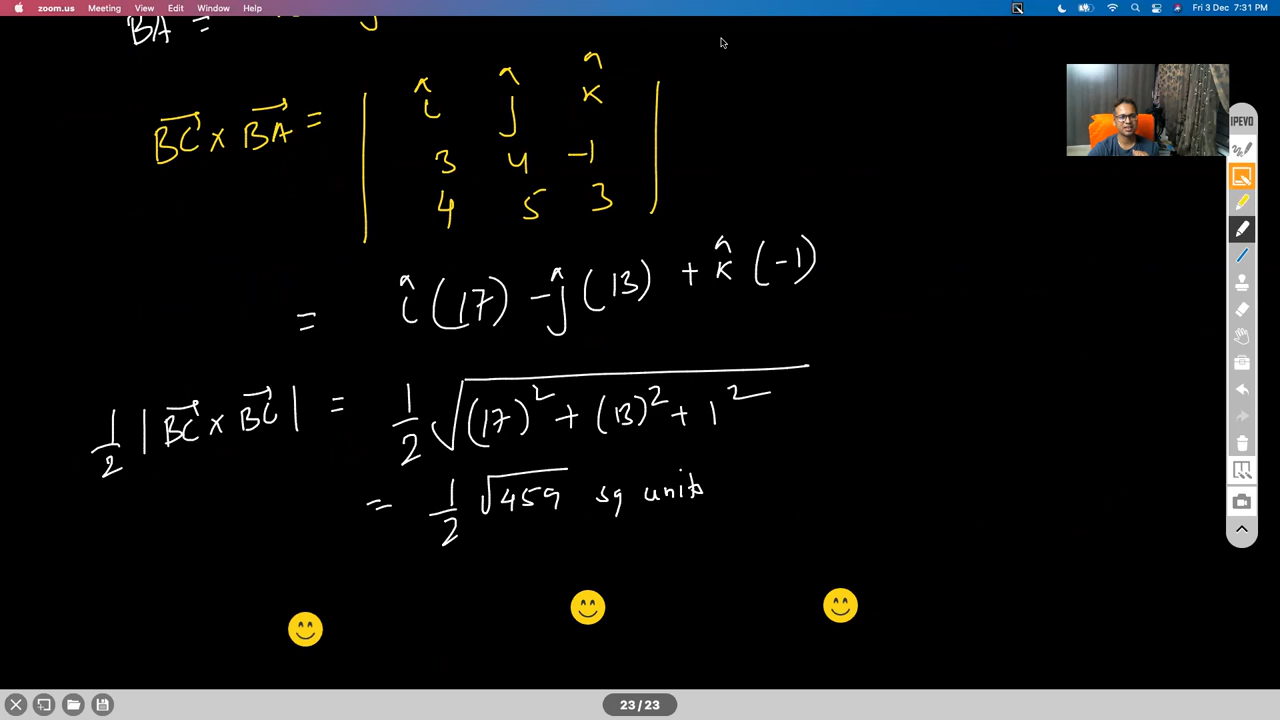 zoom.us Meeting View Edit Window Help Fri 3 Dec 7:31 PM
BA =
BC × BA = | î ĵ k̂
3 4 -1
4 5 3 |
= î (17) - ĵ (13) + k̂ (-1)
1/2 | BC × BC | = 1/2 √(17)² + (13)² + 1²
= 1/2 √459 sq units
IPEVO
23/23